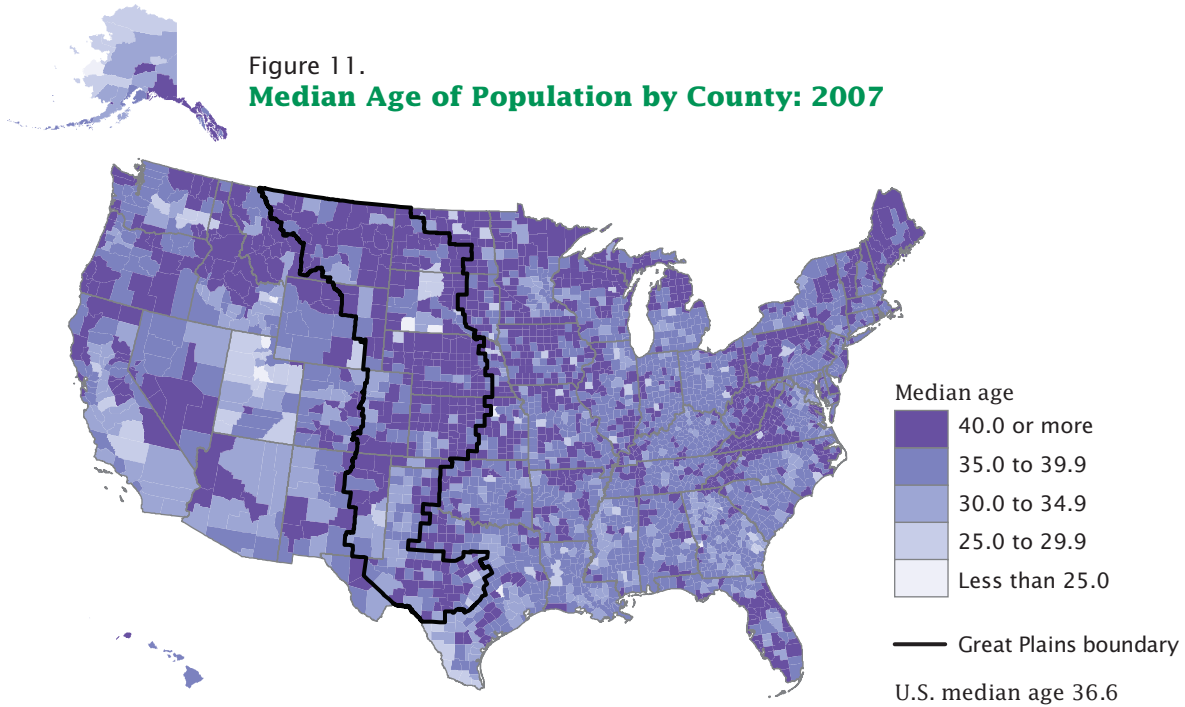 Figure 11.
Median Age of Population by County: 2007
Median age
40.0 or more
35.0 to 39.9
30.0 to 34.9
25.0 to 29.9
Less than 25.0
Great Plains boundary
U.S. median age 36.6